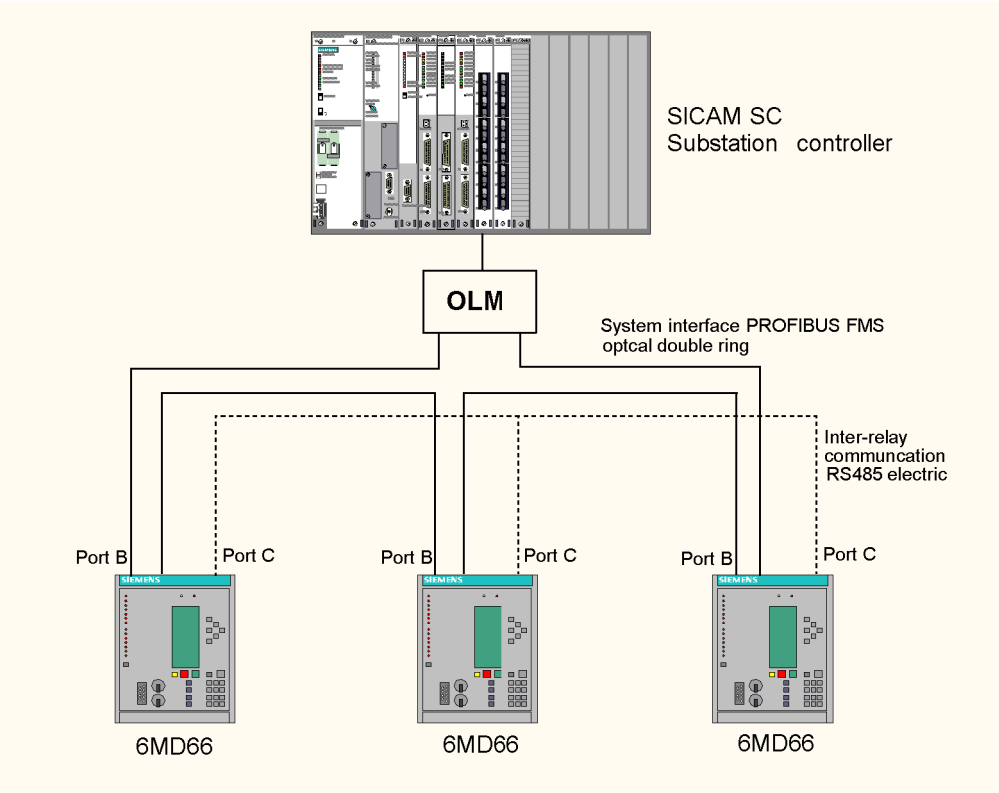 SIEMENS
SICAM SC
Substation controller
OLM
System interface PROFIBUS FMS
optcal double ring
Inter-relay
communcation
RS485 electric
Port B
Port C
Port B
Port C
Port B
Port C
SIEMENS
SIEMENS
SIEMENS
6MD66
6MD66
6MD66